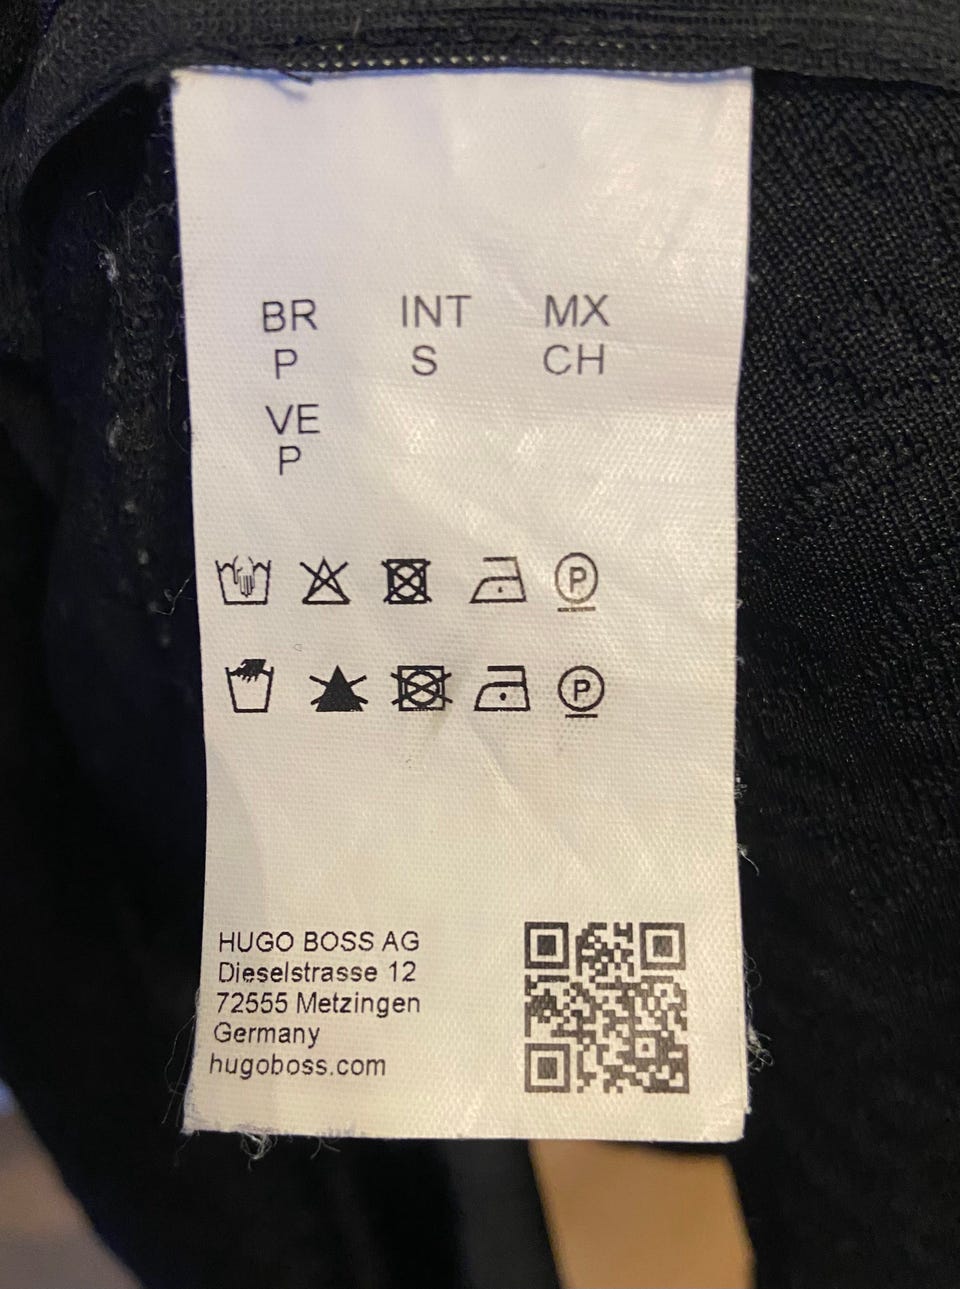 BR INT MX
P S CH
VE
P
P
P
HUGO BOSS AG
Dieselstrasse 12
72555 Metzingen
Germany
hugoboss.com